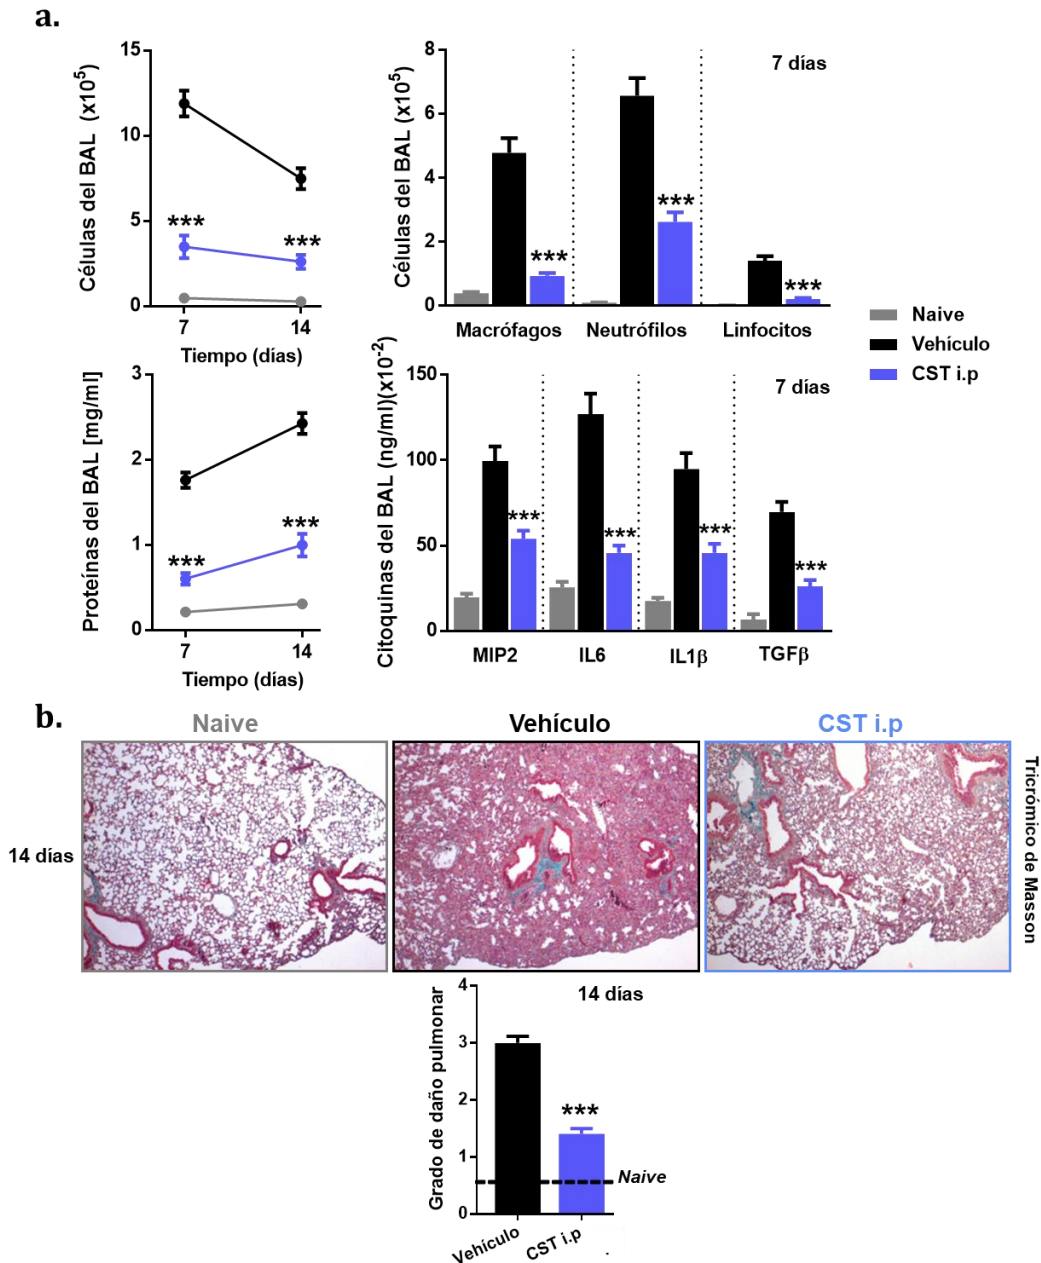 a.
Células del BAL (x10⁵)
15
10
5
0
***
***
7
14
Tiempo (días)
Células del BAL (x10⁵)
8
6
4
2
0
7 días
***
***
***
Macrófagos
Neutrófilos
Linfocitos
Naive
Vehículo
CST i.p
Proteínas del BAL [mg/ml]
3
2
1
0
***
***
7
14
Tiempo (días)
Citoquinas del BAL (ng/ml)(x10⁻²)
150
100
50
0
7 días
***
***
***
***
MIP2
IL6
IL1β
TGFβ
b.
Naive
Vehículo
CST i.p
14 días
Tricrómico de Masson
Grado de daño pulmonar
4
3
2
1
0
14 días
***
Naive
Vehículo
CST i.p